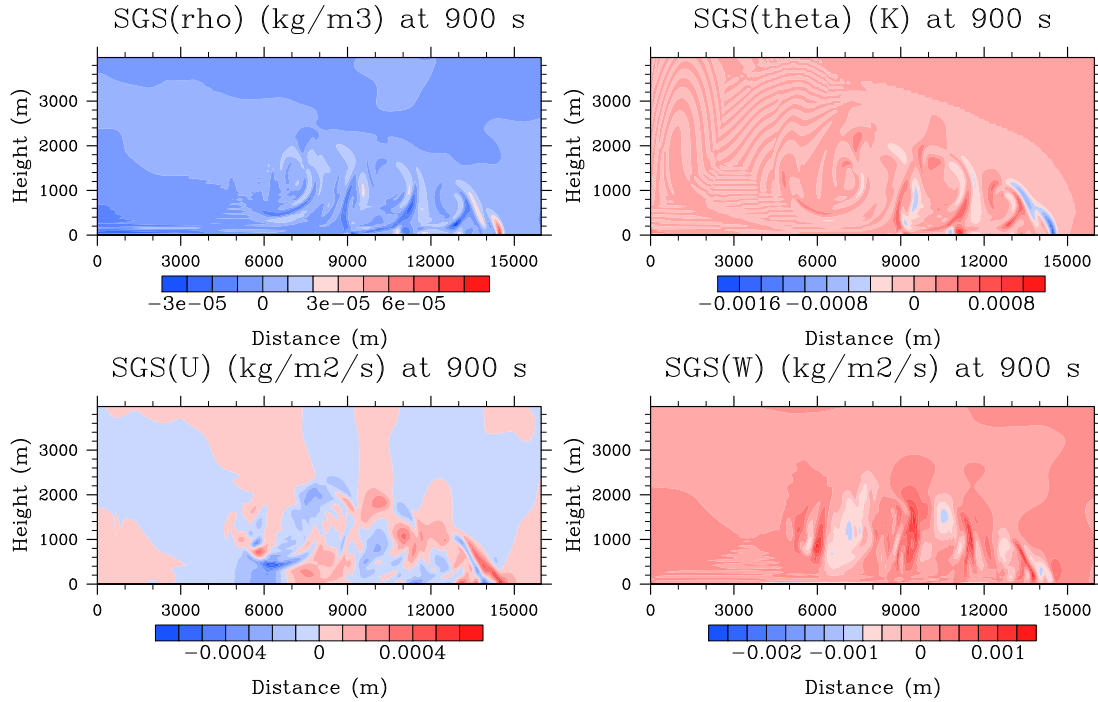 SGS(rho) (kg/m3) at 900 s
Height (m)
3000
2000
1000
0
0 3000 6000 9000 12000 15000
−3e−05 0 3e−05 6e−05
Distance (m)
SGS(theta) (K) at 900 s
Height (m)
3000
2000
1000
0
0 3000 6000 9000 12000 15000
−0.0016 −0.0008 0 0.0008
Distance (m)
SGS(U) (kg/m2/s) at 900 s
Height (m)
3000
2000
1000
0
0 3000 6000 9000 12000 15000
−0.0004 0 0.0004
Distance (m)
SGS(W) (kg/m2/s) at 900 s
Height (m)
3000
2000
1000
0
0 3000 6000 9000 12000 15000
−0.002 −0.001 0 0.001
Distance (m)